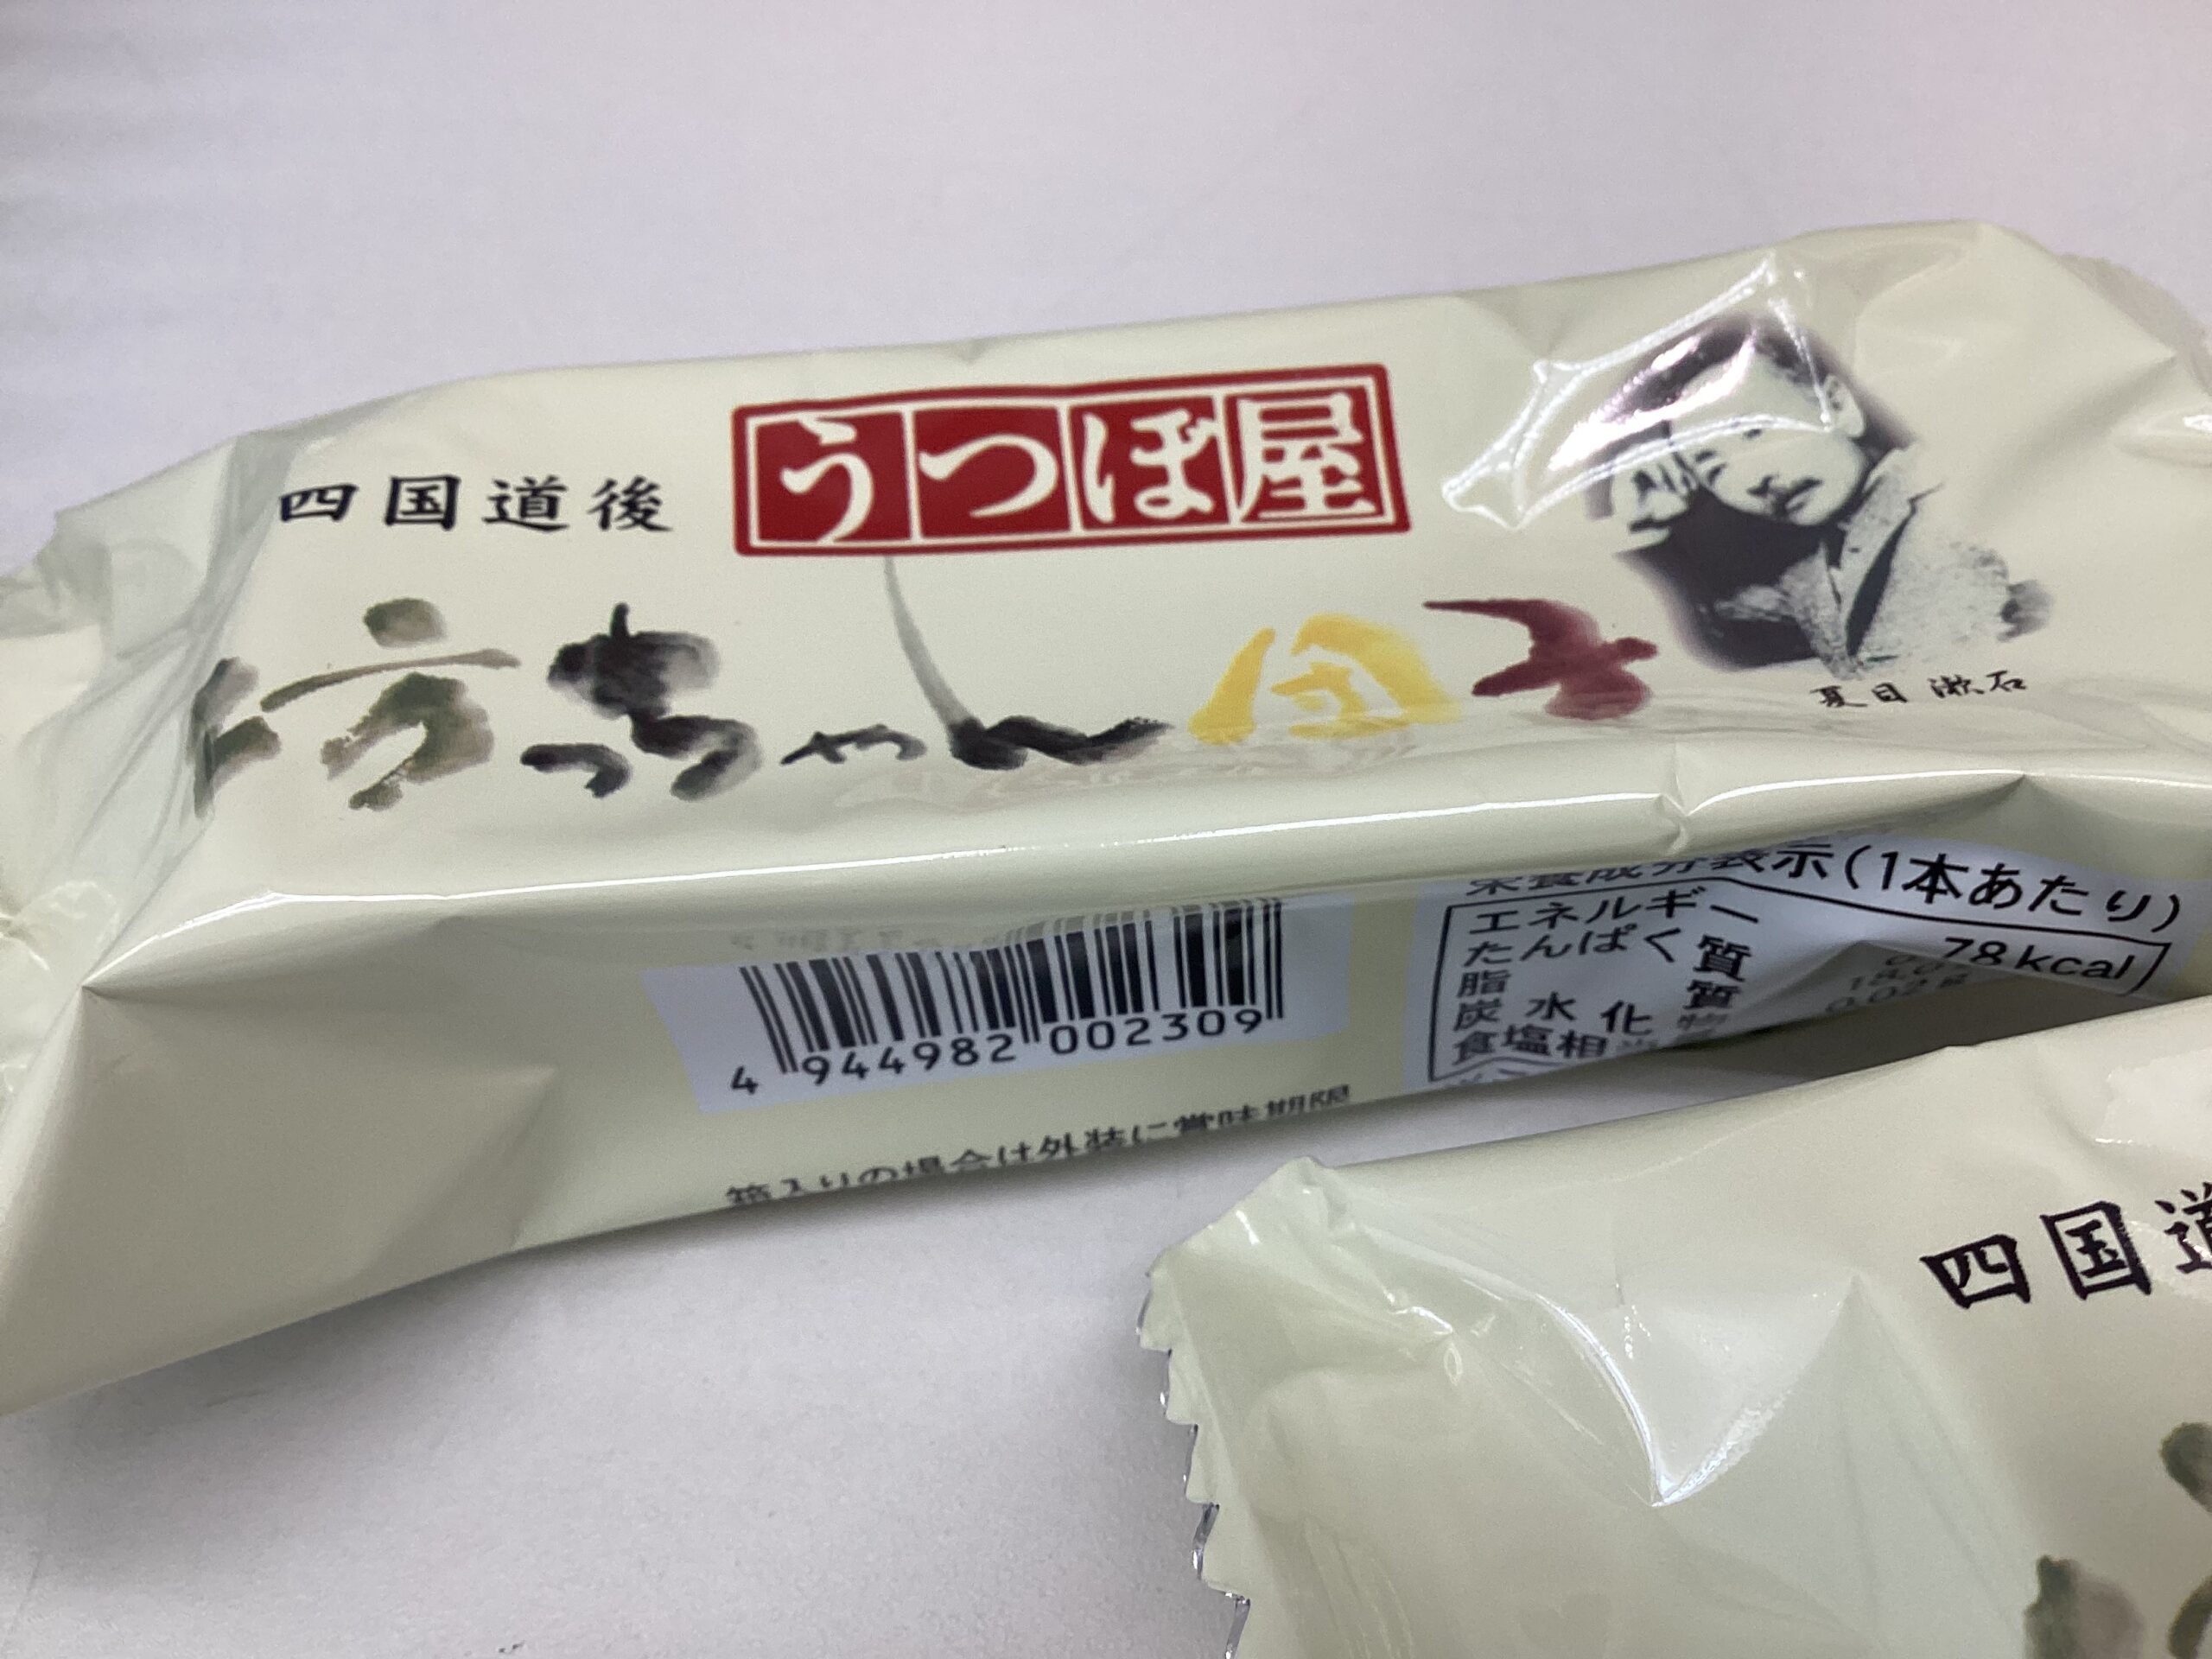 四国道後
うつぼ屋
坊っちゃん団子
夏目漱石
4 944982 002309
箱入りの場合は外装に賞味期限
栄養成分表示(1本あたり)
エネルギー 78kcal
たんぱく質
脂 質
炭水化物
食塩相当
四国道